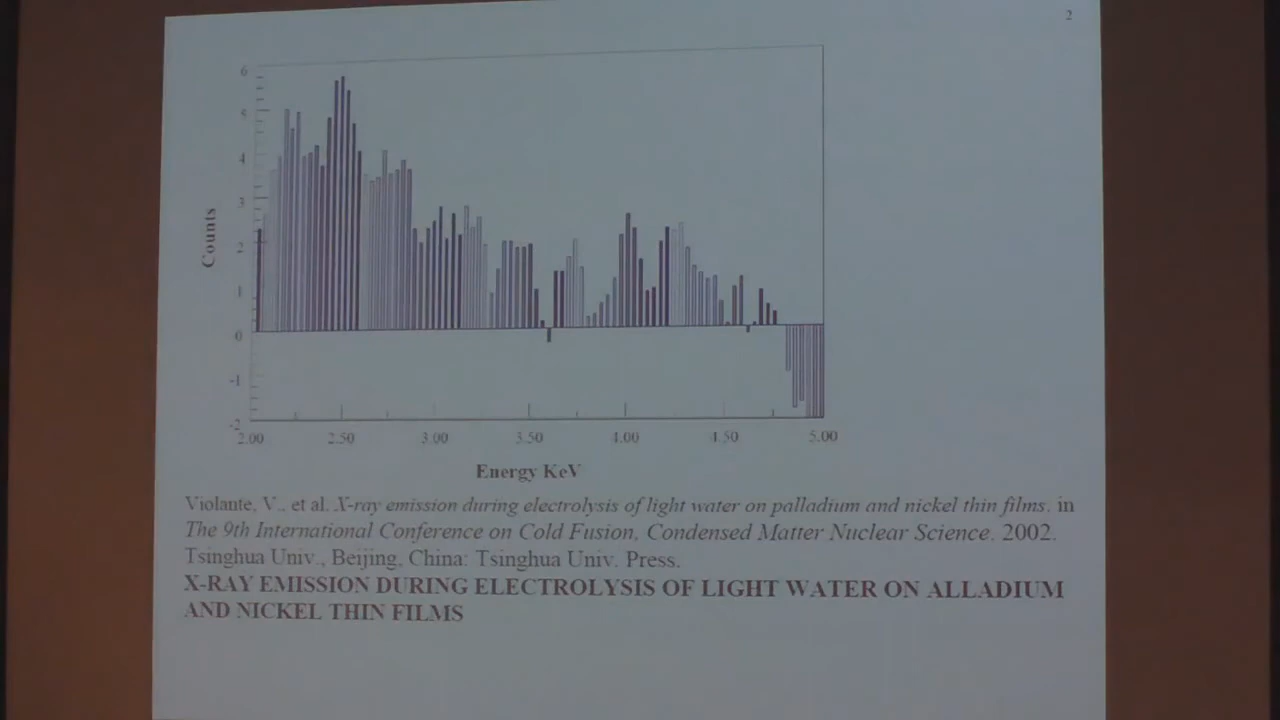 2
6
5
4
3
2
1
0
-1
-2
Counts
2.00 2.50 3.00 3.50 4.00 4.50 5.00
Energy KeV
Violante, V., et al. X-ray emission during electrolysis of light water on palladium and nickel thin films. in
The 9th International Conference on Cold Fusion, Condensed Matter Nuclear Science. 2002.
Tsinghua Univ., Beijing, China: Tsinghua Univ. Press.
X-RAY EMISSION DURING ELECTROLYSIS OF LIGHT WATER ON ALLADIUM
AND NICKEL THIN FILMS